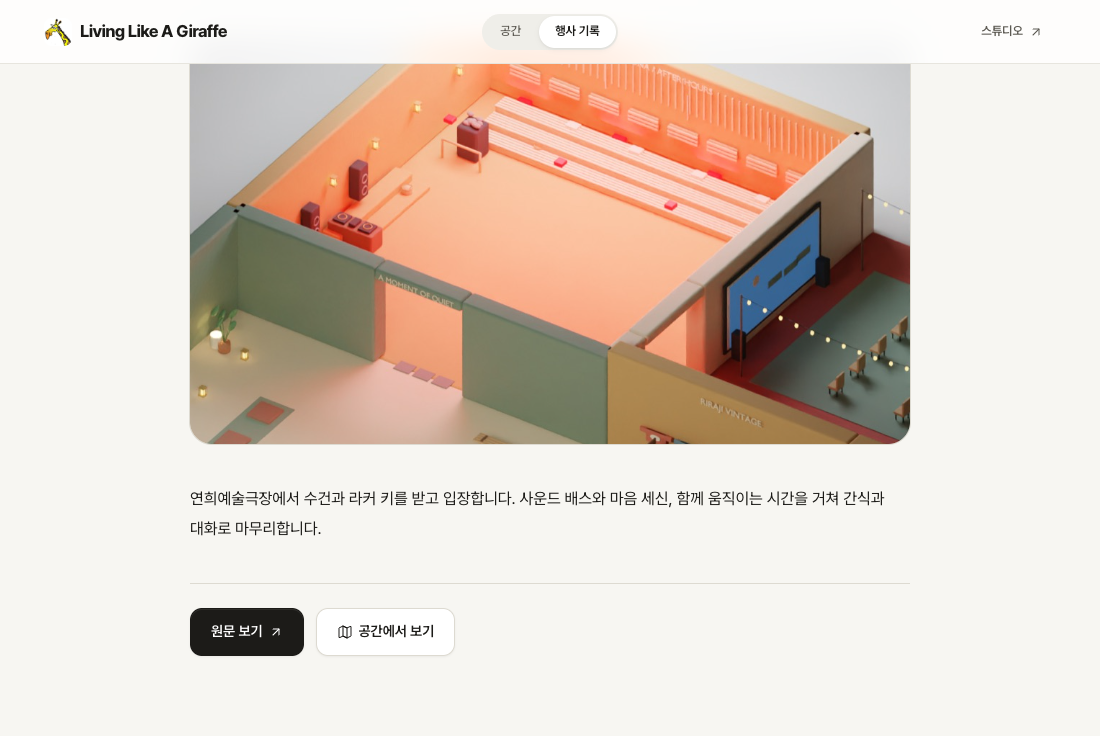 Living Like A Giraffe
공간
행사 기록
스튜디오
A MOMENT OF QUIET
RIRAJI VINTAGE
연희예술극장에서 수건과 라커 키를 받고 입장합니다. 사운드 배스와 마음 세신, 함께 움직이는 시간을 거쳐 간식과
대화로 마무리합니다.
원문 보기
공간에서 보기